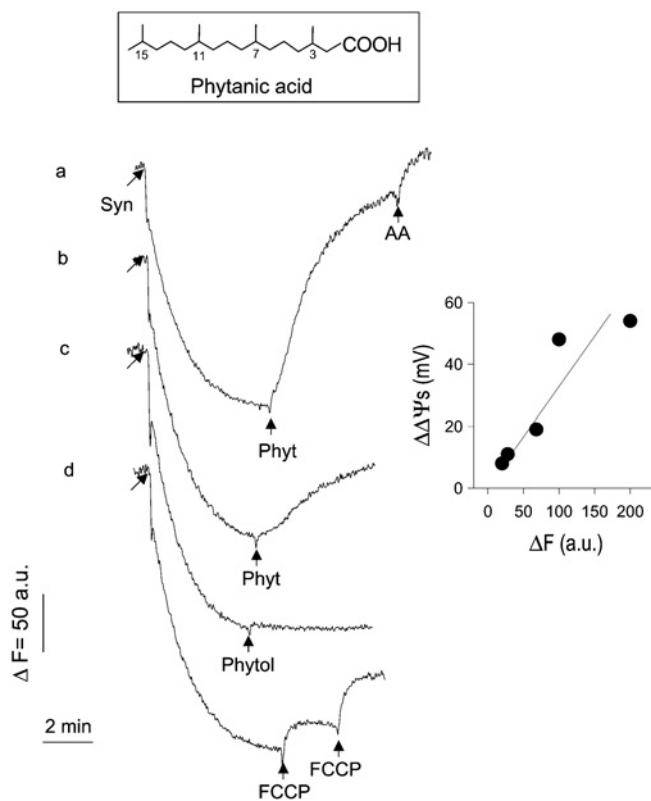 COOH
15 11 7 3
Phytanic acid
a
Syn
AA
b
Phyt
c
Phyt
d
Phytol
FCCP
FCCP
Δ F= 50 a.u.
2 min
60
40
20
0
ΔΔΨs (mV)
0 50 100 150 200
ΔF (a.u.)